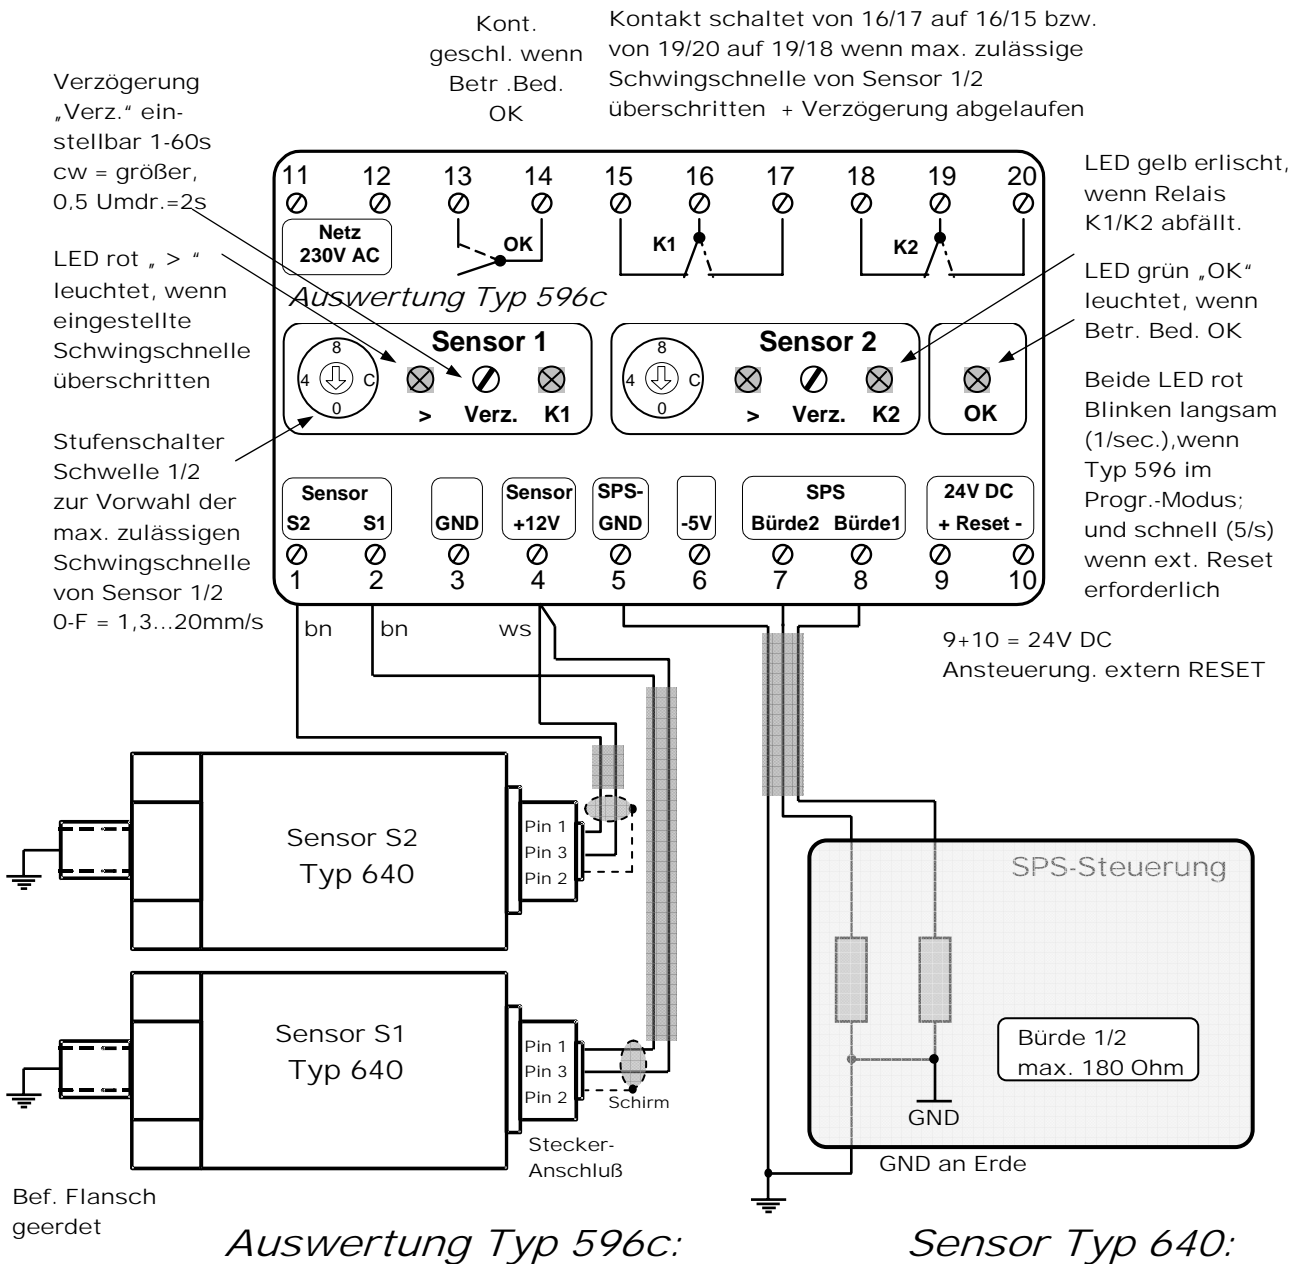 Kont.
geschl. wenn
Betr .Bed.
OK
Kontakt schaltet von 16/17 auf 16/15 bzw.
von 19/20 auf 19/18 wenn max. zulässige
Schwingschnelle von Sensor 1/2
überschritten + Verzögerung abgelaufen
Verzögerung
„Verz.“ ein-
stellbar 1-60s
cw = größer,
0,5 Umdr.=2s
LED rot „ > “
leuchtet, wenn
eingestellte
Schwingschnelle
überschritten
Stufenschalter
Schwelle 1/2
zur Vorwahl der
max. zulässigen
Schwingschnelle
von Sensor 1/2
0-F = 1,3...20mm/s
11 12 13 14 15 16 17 18 19 20
Netz
230V AC
OK
K1
K2
Auswertung Typ 596c
Sensor 1
8
4 C
0
> Verz. K1
Sensor 2
8
4 C
0
> Verz. K2
OK
Sensor
S2 S1
GND
Sensor
+12V
SPS-
GND
-5V
SPS
Bürde2 Bürde1
24V DC
+ Reset -
1 2 3 4 5 6 7 8 9 10
LED gelb erlischt,
wenn Relais
K1/K2 abfällt.
LED grün „OK“
leuchtet, wenn
Betr. Bed. OK
Beide LED rot
Blinken langsam
(1/sec.),wenn
Typ 596 im
Progr.-Modus;
und schnell (5/s)
wenn ext. Reset
erforderlich
9+10 = 24V DC
Ansteuerung. extern RESET
bn bn ws
Sensor S2
Typ 640
Pin 1
Pin 3
Pin 2
Sensor S1
Typ 640
Pin 1
Pin 3
Pin 2
Schirm
Stecker-
Anschluß
SPS-Steuerung
Bürde 1/2
max. 180 Ohm
GND
GND an Erde
Bef. Flansch
geerdet
Auswertung Typ 596c:
Sensor Typ 640: